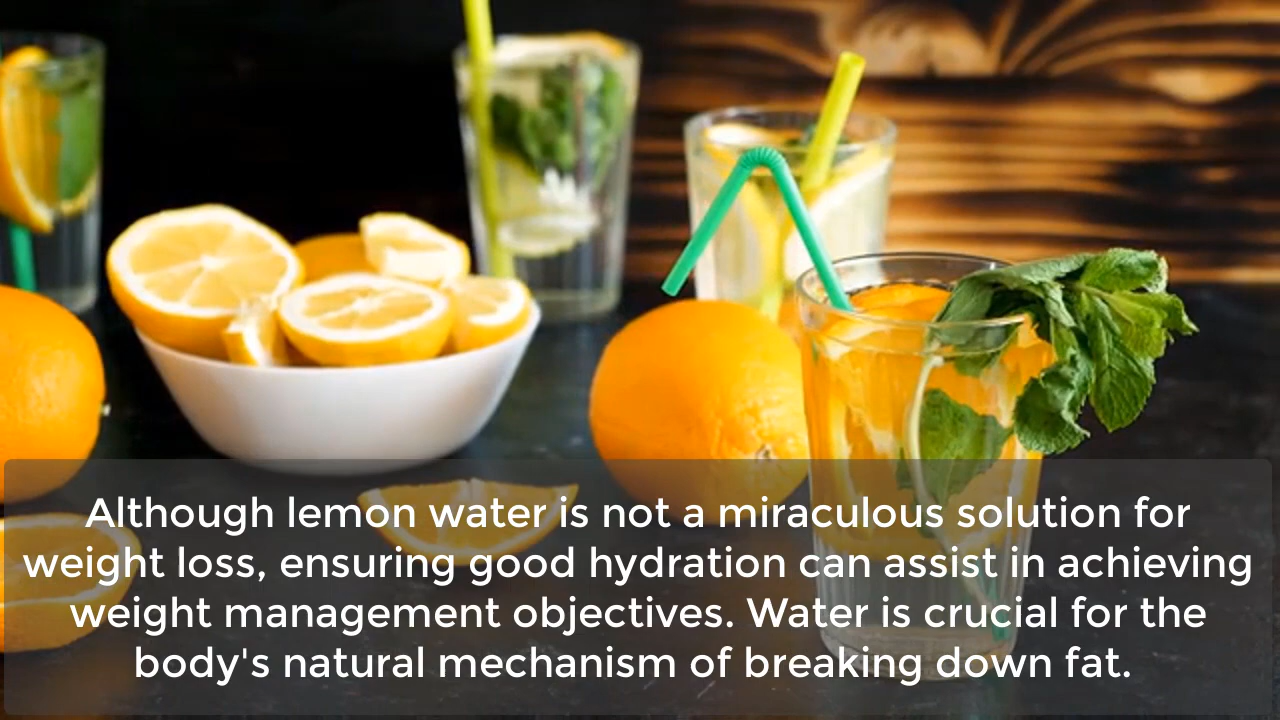 Although lemon water is not a miraculous solution for
weight loss, ensuring good hydration can assist in achieving
weight management objectives. Water is crucial for the
body's natural mechanism of breaking down fat.